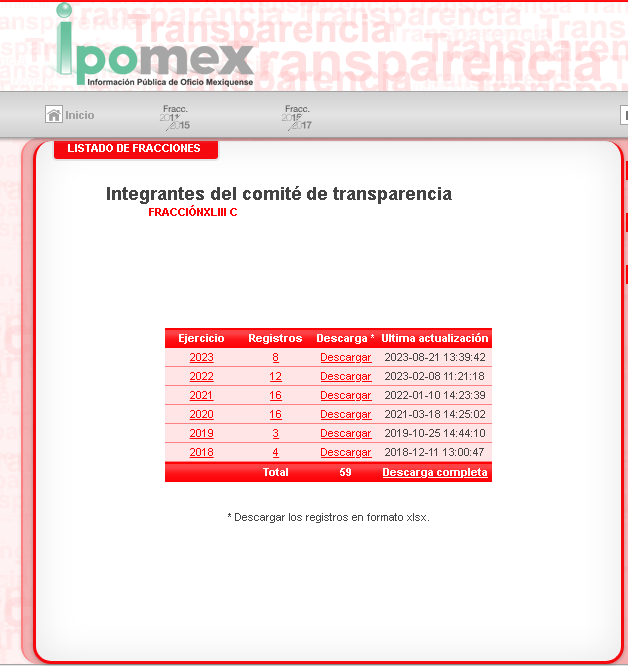 ipomex
Información Pública de Oficio Mexiquense
Inicio
Fracc.
Fracc.
LISTADO DE FRACCIONES
Integrantes del comité de transparencia
FRACCIÓNXLIII C
Ejercicio Registros Descarga * Ultima actualización
2023 8 Descargar 2023-08-21 13:39:42
2022 12 Descargar 2023-02-08 11:21:18
2021 16 Descargar 2022-01-10 14:23:39
2020 16 Descargar 2021-03-18 14:25:02
2019 3 Descargar 2019-10-25 14:44:10
2018 4 Descargar 2018-12-11 13:00:47
Total 59 Descarga completa
* Descargar los registros en formato xlsx.